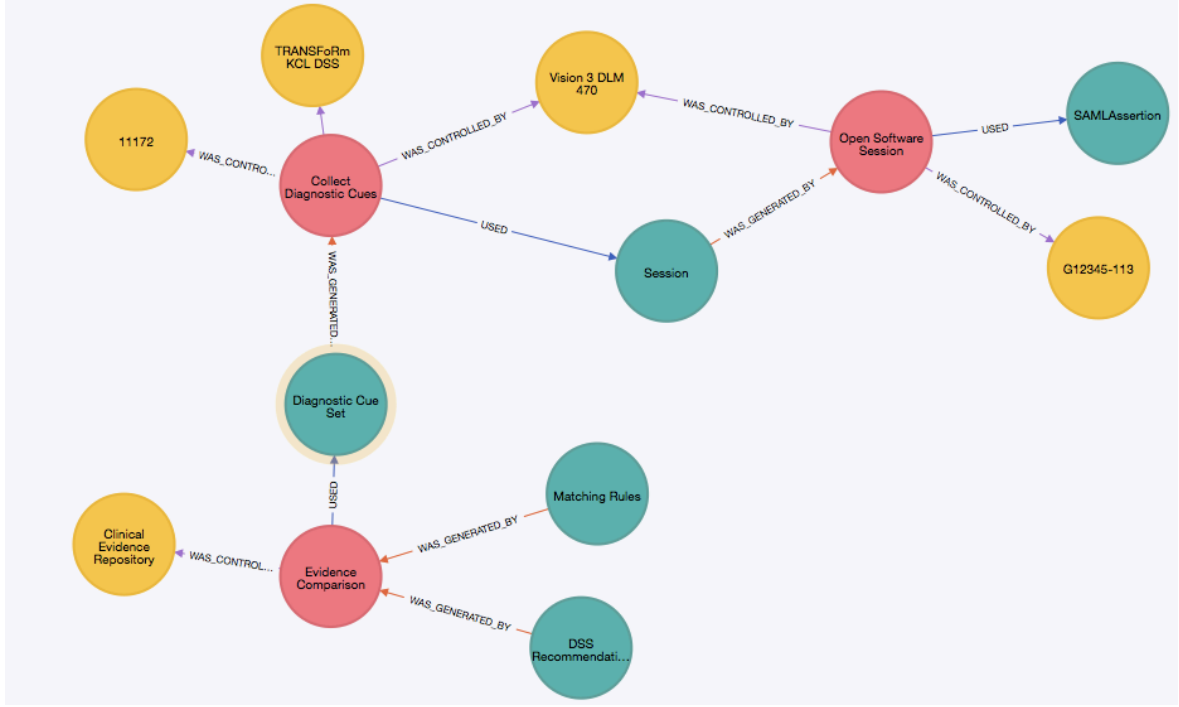 TRANSFoRm
KCL DSS
Vision 3 DLM
470
11172
WAS_CONTRO...
Collect
Diagnostic Cues
WAS_CONTROLLED_BY
WAS_CONTROLLED_BY
Open Software
Session
USED
SAMLAssertion
WAS_GENERATED_BY
WAS_CONTROLLED_BY
USED
Session
G12345-113
WAS_GENERATED...
Diagnostic Cue
Set
USED
Matching Rules
Clinical
Evidence
Repository
WAS_CONTROL...
Evidence
Comparison
WAS_GENERATED_BY
WAS_GENERATED_BY
DSS
Recommendati...